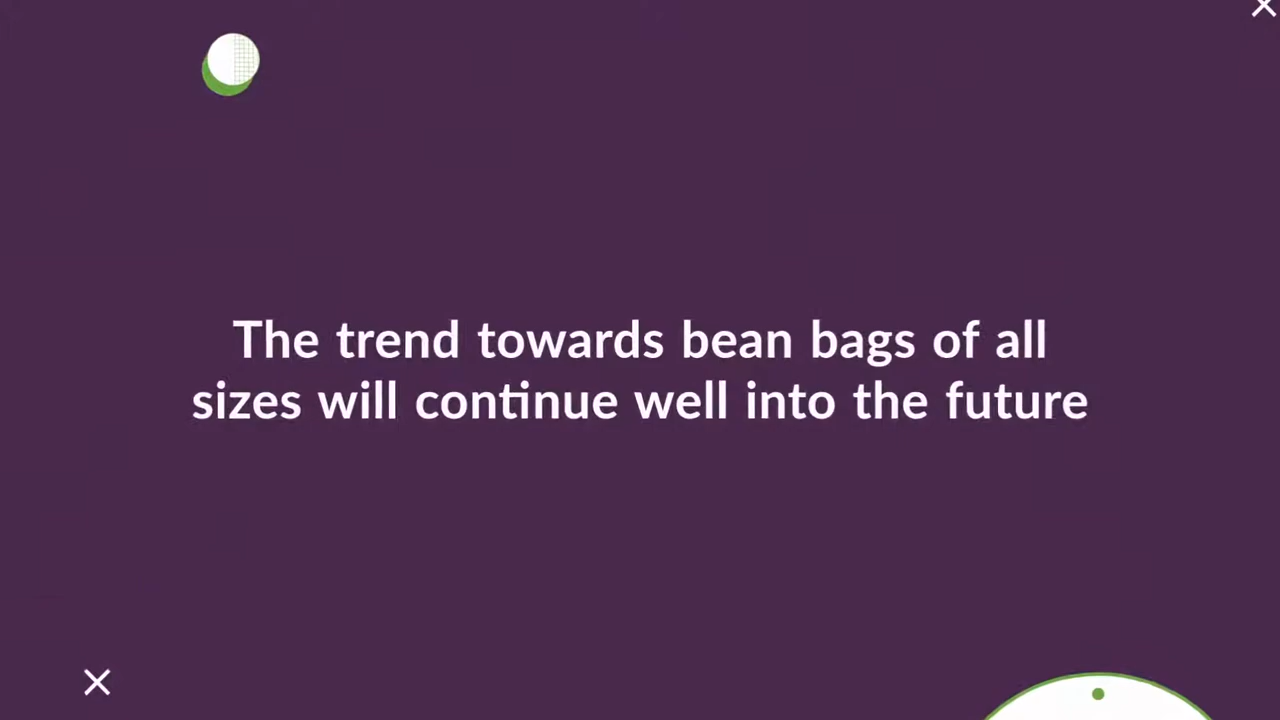 The trend towards bean bags of all
sizes will continue well into the future